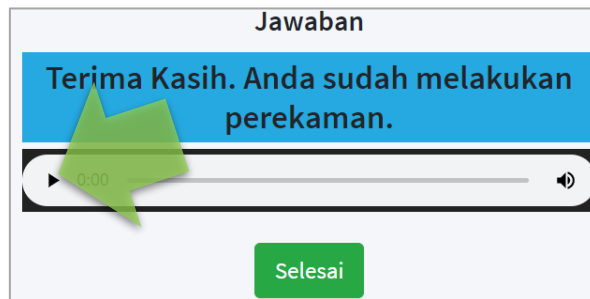 Jawaban
Terima Kasih. Anda sudah melakukan
perekaman.
0:00
Selesai